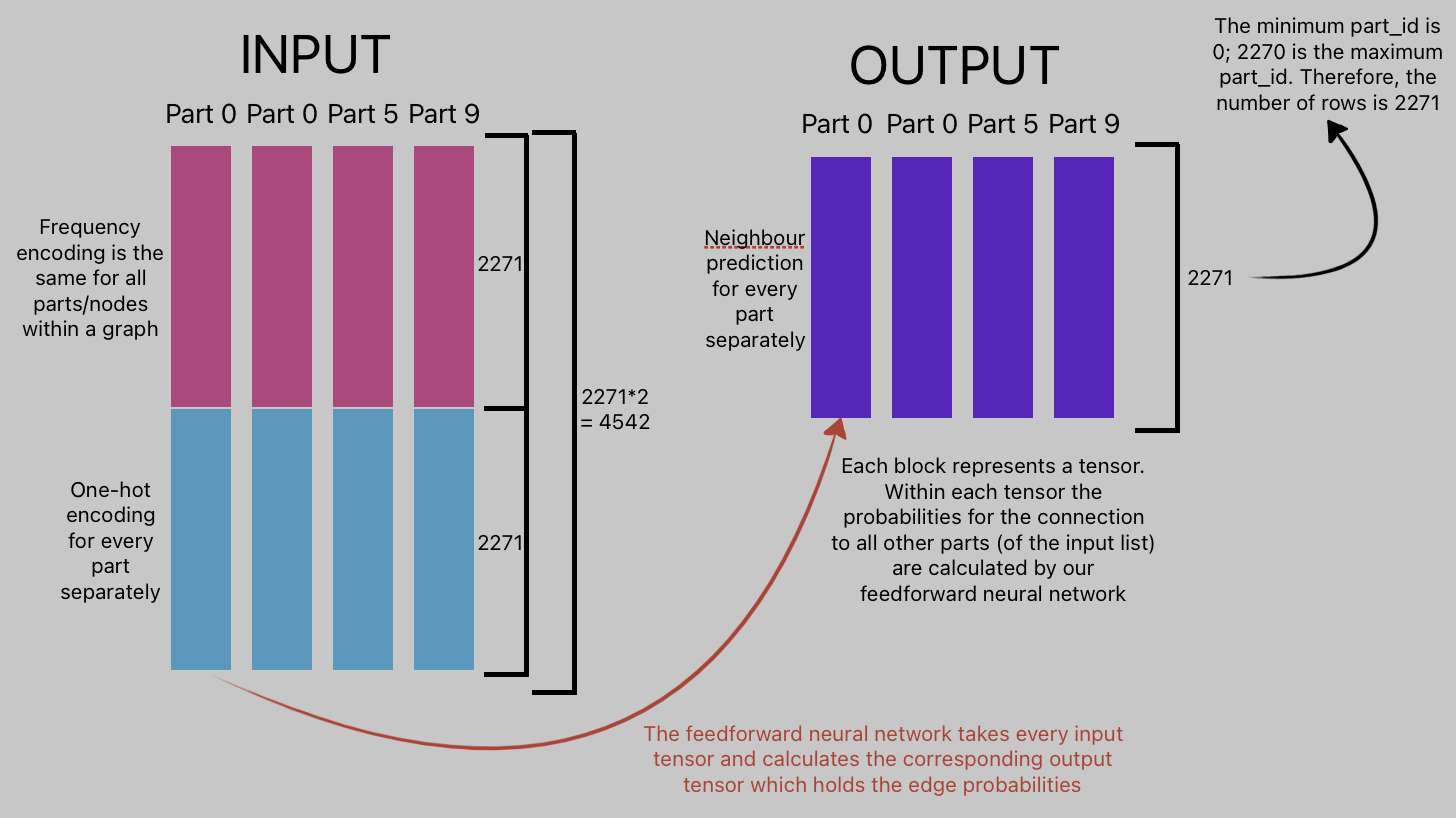 INPUT
Part 0 Part 0 Part 5 Part 9
Frequency
encoding is the
same for all
parts/nodes
within a graph
2271
One-hot
encoding
for every
part
separately
2271
2271*2
= 4542
OUTPUT
Part 0 Part 0 Part 5 Part 9
Neighbour
prediction
for every
part
separately
2271
The minimum part_id is
0; 2270 is the maximum
part_id. Therefore, the
number of rows is 2271
Each block represents a tensor.
Within each tensor the
probabilities for the connection
to all other parts (of the input list)
are calculated by our
feedforward neural network
The feedforward neural network takes every input
tensor and calculates the corresponding output
tensor which holds the edge probabilities